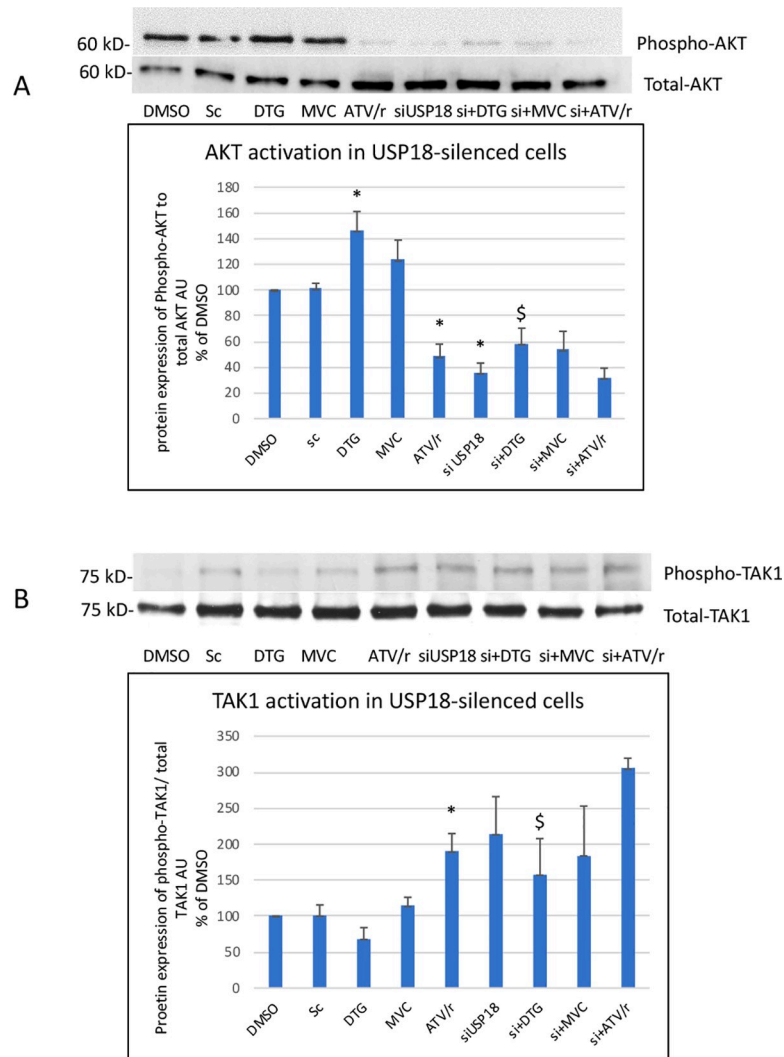 60 kD-
Phospho-AKT
60 kD-
Total-AKT
A
DMSO Sc DTG MVC ATV/r siUSP18 si+DTG si+MVC si+ATV/r
AKT activation in USP18-silenced cells
protein expression of Phospho-AKT to
total AKT AU
% of DMSO
180
160
140
120
100
80
60
40
20
0
*
*
*
$
DMSO
sc
DTG
MVC
ATV/r
si USP18
si+DTG
si+MVC
si+ATV/r
75 kD-
Phospho-TAK1
B
75 kD-
Total-TAK1
DMSO Sc DTG MVC ATV/r siUSP18 si+DTG si+MVC si+ATV/r
TAK1 activation in USP18-silenced cells
Proetin expression of phospho-TAK1/ total
TAK1 AU
% of DMSO
350
300
250
200
150
100
50
0
*
$
DMSO
Sc
DTG
MVC
ATV/r
siUSP18
si+DTG
si+MVC
si+ATV/r